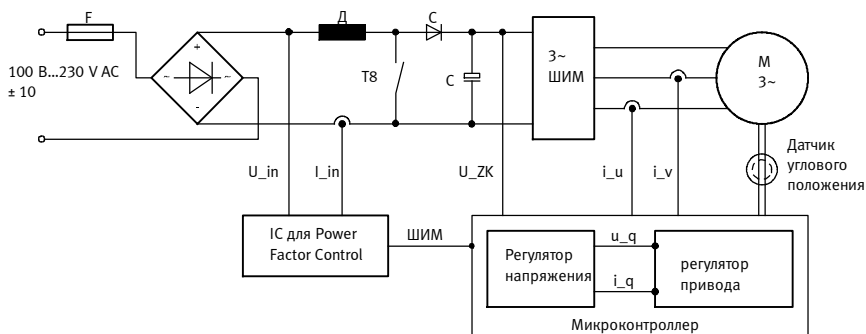 F
Д
C
3~
ШИМ
M
3~
100 В...230 V AC
± 10
~
+
~
-
T8
C
Датчик
углового
положения
U_in
I_in
U_ZK
i_u
i_v
IC для Power
Factor Control
ШИМ
Регулятор
напряжения
u_q
i_q
регулятор
привода
Микроконтроллер